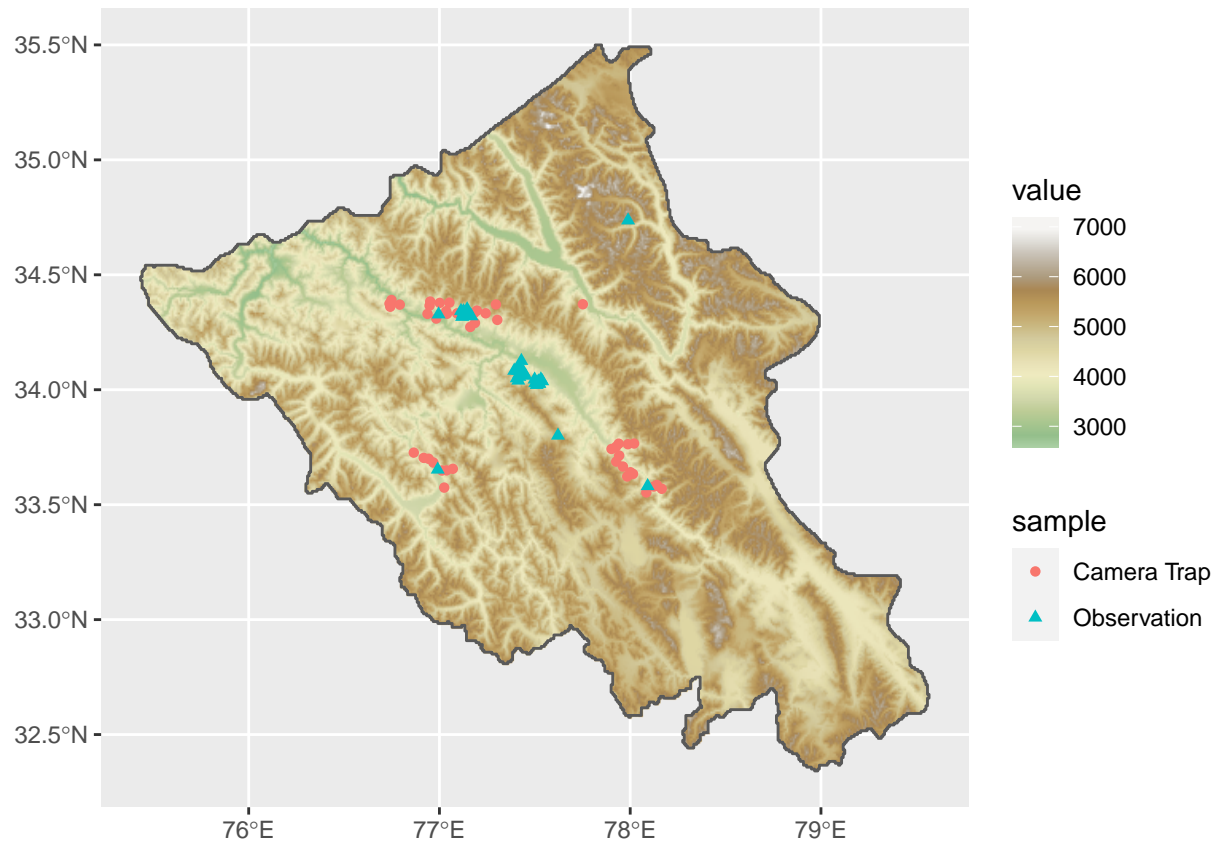 35.5°N
35.0°N
34.5°N
34.0°N
33.5°N
33.0°N
32.5°N
76°E
77°E
78°E
79°E
value
7000
6000
5000
4000
3000
sample
Camera Trap
Observation